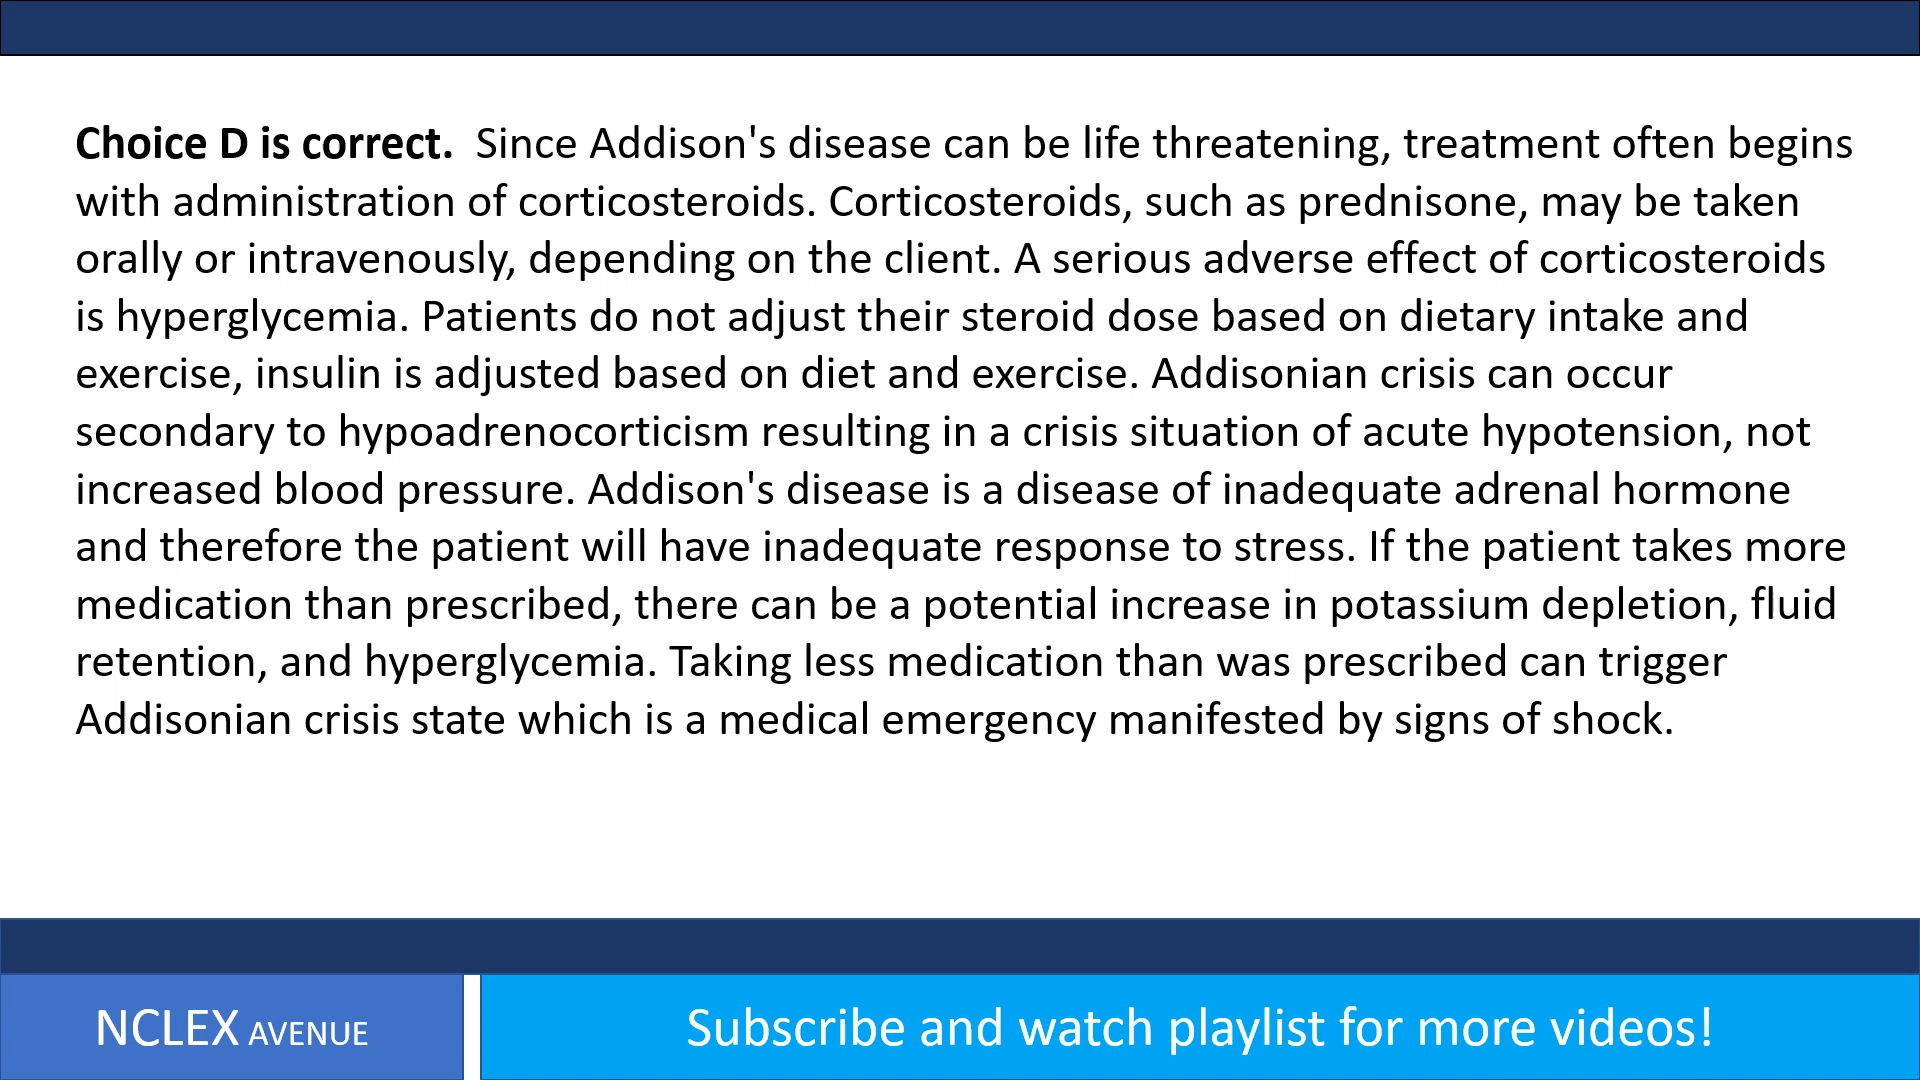 Choice D is correct.  Since Addison's disease can be life threatening, treatment often begins
with administration of corticosteroids. Corticosteroids, such as prednisone, may be taken
orally or intravenously, depending on the client. A serious adverse effect of corticosteroids
is hyperglycemia. Patients do not adjust their steroid dose based on dietary intake and
exercise, insulin is adjusted based on diet and exercise. Addisonian crisis can occur
secondary to hypoadrenocorticism resulting in a crisis situation of acute hypotension, not
increased blood pressure. Addison's disease is a disease of inadequate adrenal hormone
and therefore the patient will have inadequate response to stress. If the patient takes more
medication than prescribed, there can be a potential increase in potassium depletion, fluid
retention, and hyperglycemia. Taking less medication than was prescribed can trigger
Addisonian crisis state which is a medical emergency manifested by signs of shock.
NCLEX AVENUE
Subscribe and watch playlist for more videos!